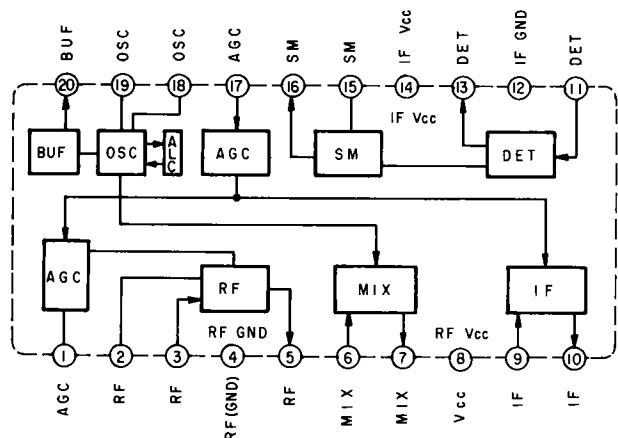 BUF
OSC
OSC
AGC
SM
SM
IF Vcc
DET
IF GND
DET
20
19
18
17
16
15
14
13
12
11
IF Vcc
BUF
OSC
ALC
AGC
SM
DET
AGC
RF
MIX
IF
RF GND
RF Vcc
1
2
3
4
5
6
7
8
9
10
AGC
RF
RF
RF(GND)
RF
MIX
MIX
Vcc
IF
IF